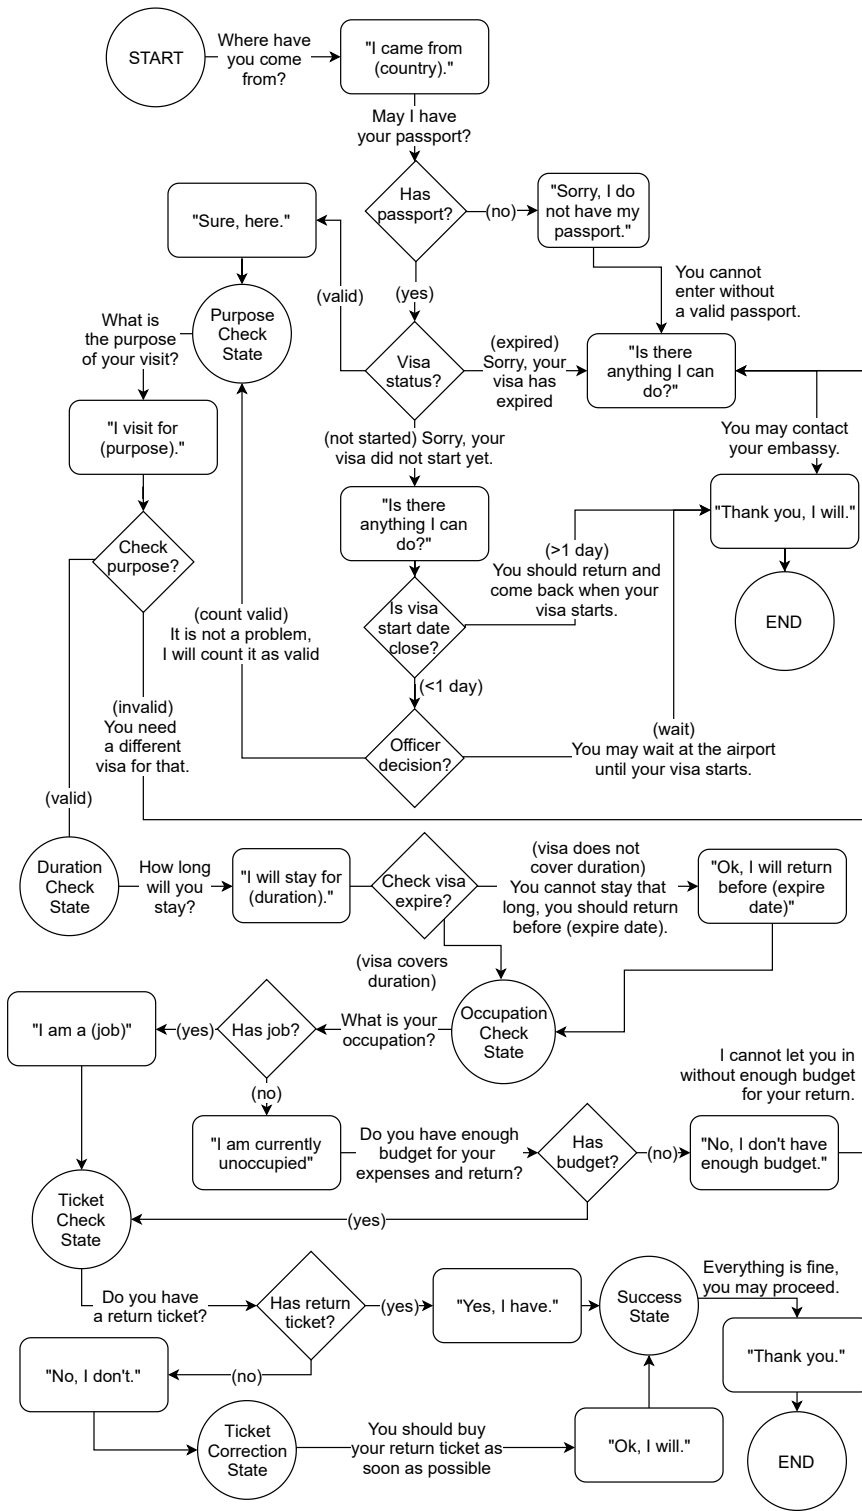 START
Where have
you come
from?
"I came from
(country)."
May I have
your passport?
Has
passport?
(no)
"Sorry, I do
not have my
passport."
"Sure, here."
(valid)
(yes)
You cannot
enter without
a valid passport.
What is
the purpose
of your visit?
Purpose
Check
State
Visa
status?
(expired)
Sorry, your
visa has
expired
"Is there
anything I can
do?"
"I visit for
(purpose)."
(not started) Sorry, your
visa did not start yet.
You may contact
your embassy.
"Is there
anything I can
do?"
"Thank you, I will."
Check
purpose?
(>1 day)
You should return and
come back when your
visa starts.
Is visa
start date
close?
END
(count valid)
It is not a problem,
I will count it as valid
(<1 day)
(invalid)
You need
a different
visa for that.
Officer
decision?
(wait)
You may wait at the airport
until your visa starts.
(valid)
Duration
Check
State
How long
will you
stay?
"I will stay for
(duration)."
Check visa
expire?
(visa does not
cover duration)
You cannot stay that
long, you should return
before (expire date).
"Ok, I will return
before (expire
date)"
(visa covers
duration)
"I am a (job)"
(yes)
Has job?
What is your
occupation?
Occupation
Check
State
I cannot let you in
without enough budget
for your return.
(no)
"I am currently
unoccupied"
Do you have enough
budget for your
expenses and return?
Has
budget?
(no)
"No, I don't have
enough budget."
Ticket
Check
State
(yes)
Do you have
a return ticket?
Has return
ticket?
(yes)
"Yes, I have."
Success
State
Everything is fine,
you may proceed.
"Thank you."
"No, I don't."
(no)
Ticket
Correction
State
You should buy
your return ticket as
soon as possible
"Ok, I will."
END